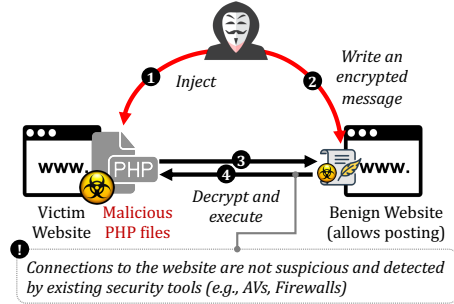 1
Inject
2
Write an
encrypted
message
www.
PHP
3
4
www.
Decrypt and
execute
Victim
Website
Malicious
PHP files
Benign Website
(allows posting)
!
Connections to the website are not suspicious and detected
by existing security tools (e.g., AVs, Firewalls)